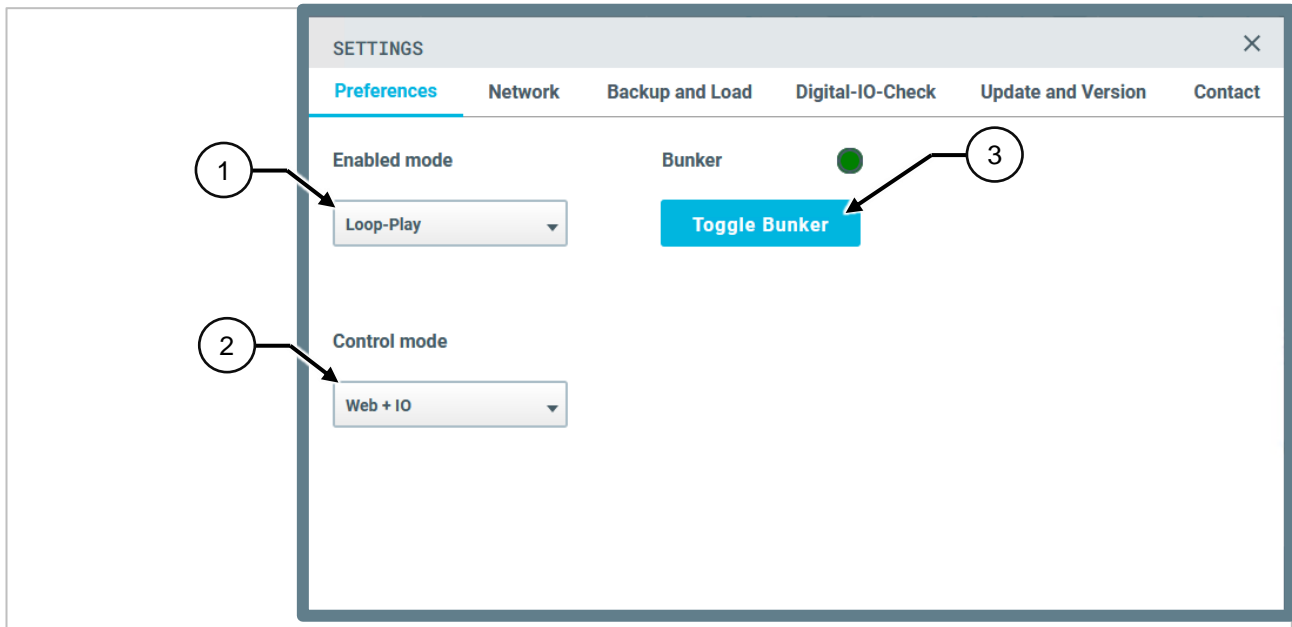 SETTINGS
Preferences Network Backup and Load Digital-IO-Check Update and Version Contact
Enabled mode Bunker
1
3
Loop-Play Toggle Bunker
Control mode
2
Web + IO